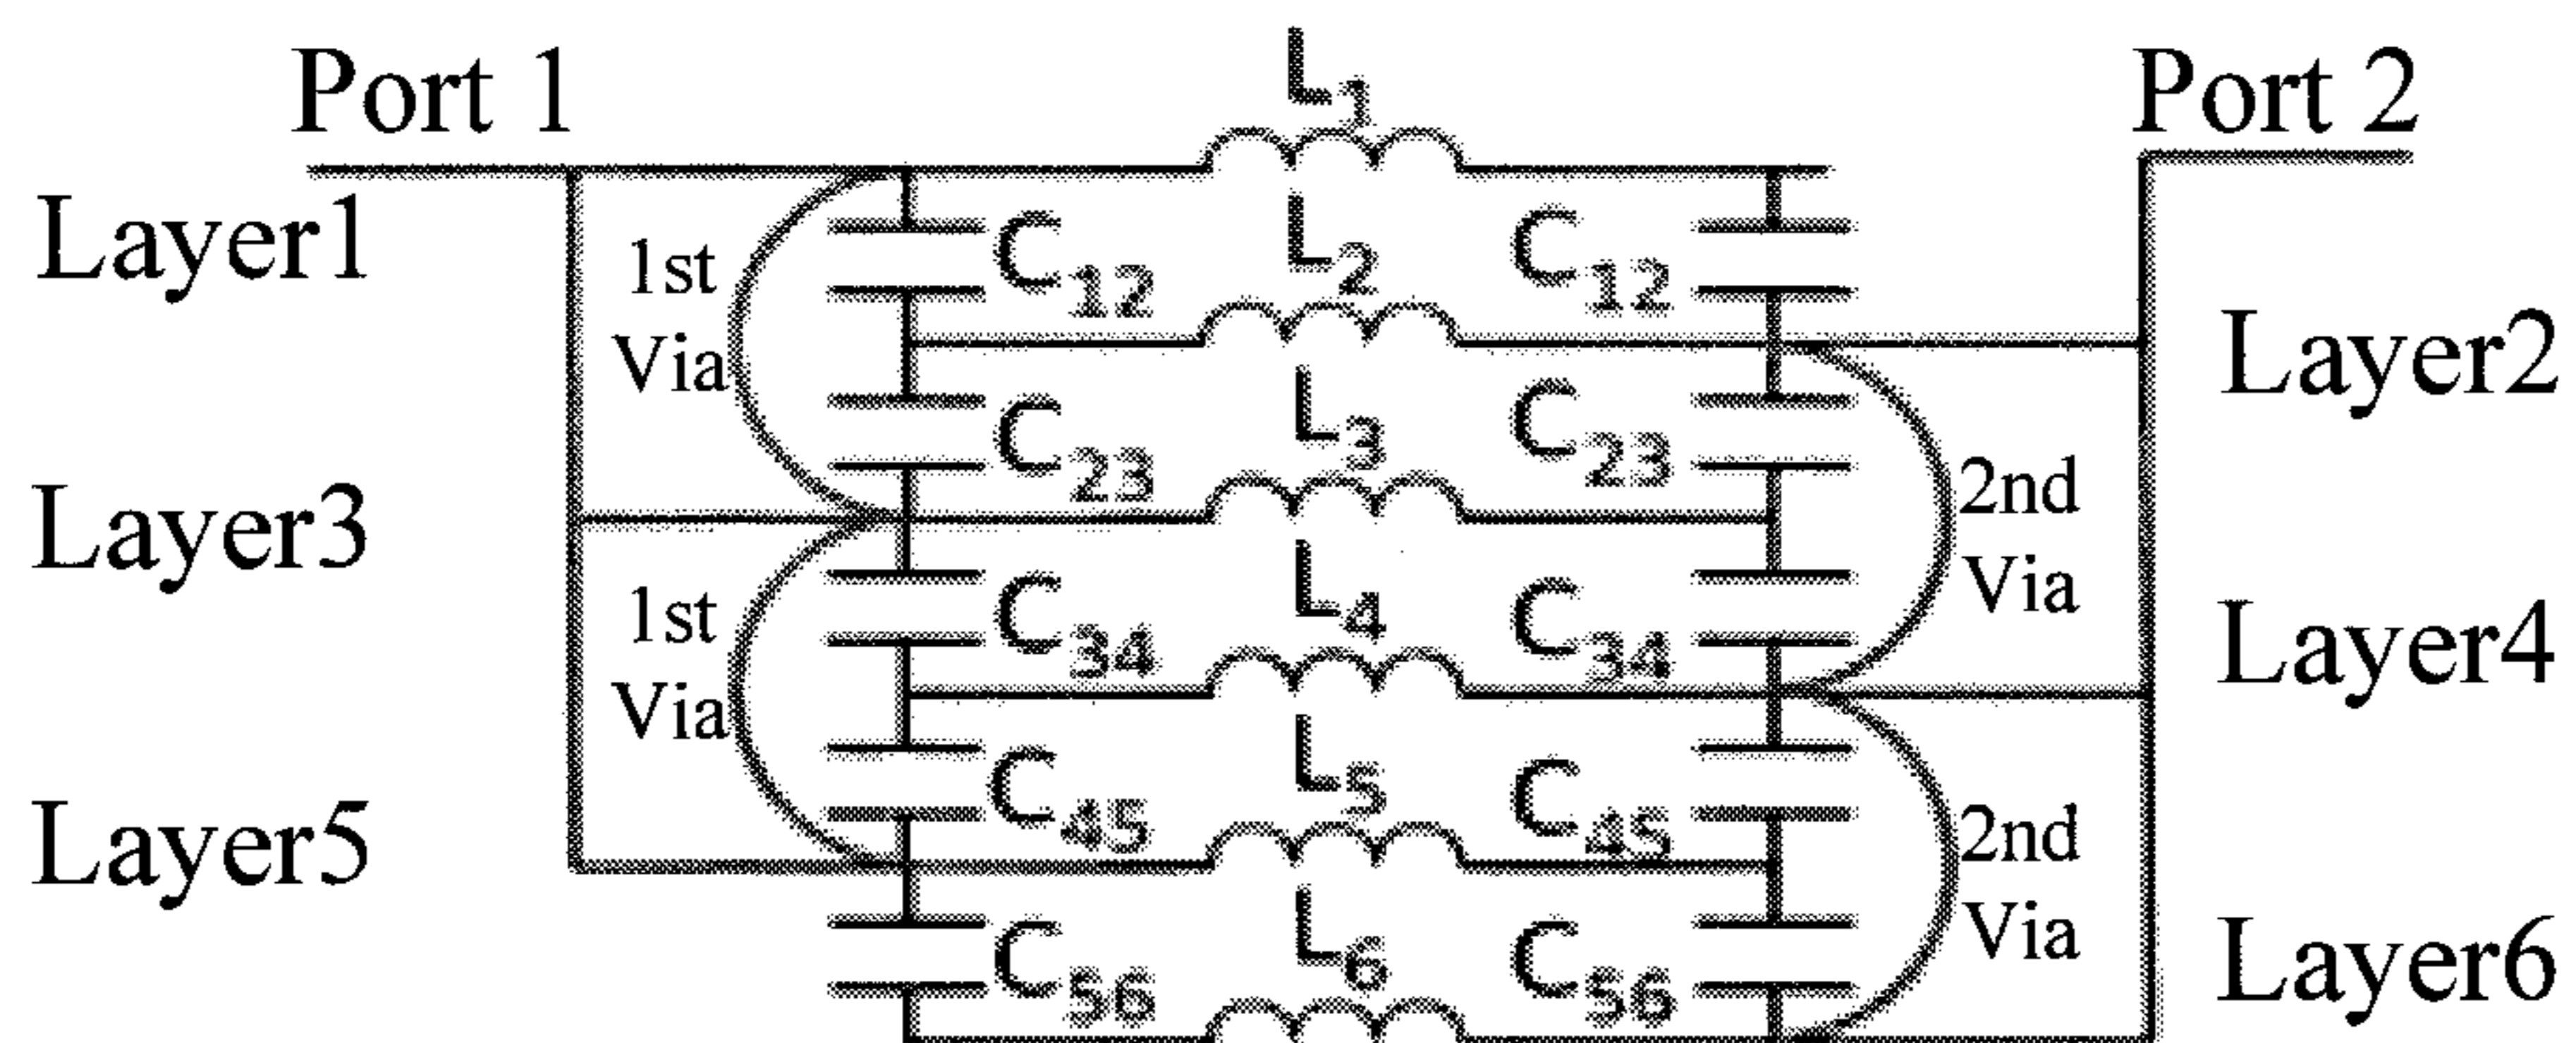 Port 1
L1
Port 2
Layer1
1st
Via
C12
L2
C12
Layer2
C23
L3
C23
Layer3
2nd
Via
1st
Via
C34
L4
C34
Layer4
Layer5
C45
L5
C45
2nd
Via
C56
L6
C56
Layer6